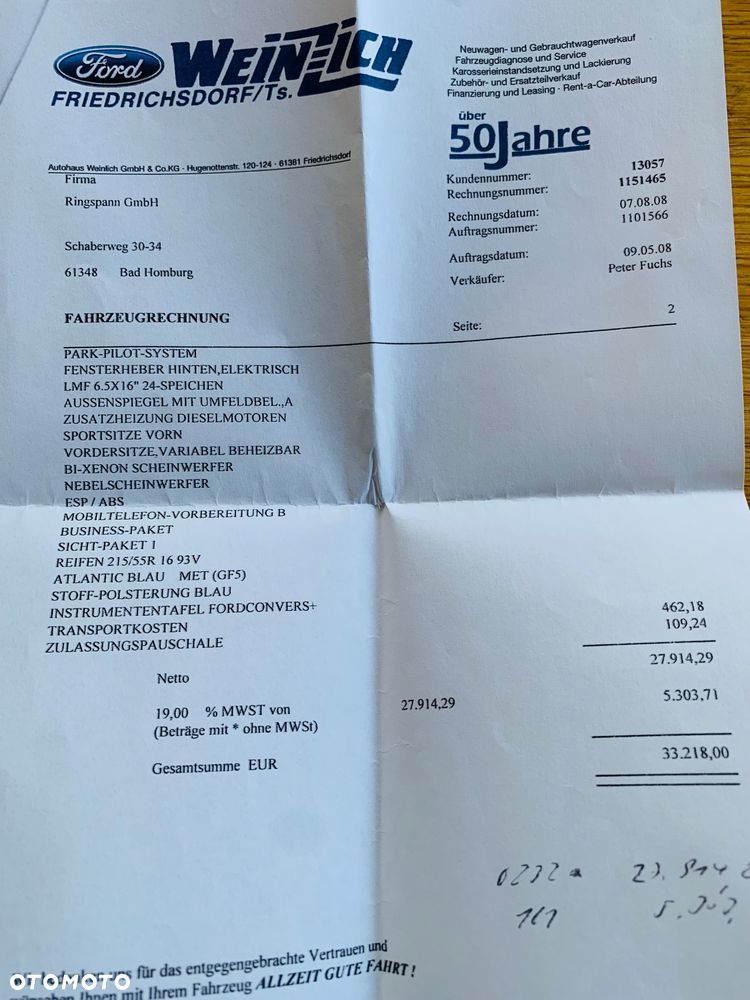 Ford WEINLICH
FRIEDRICHSDORF/Ts.
Neuwagen- und Gebrauchtwagenverkauf
Fahrzeugdiagnose und Service
Karosserieinstandsetzung und Lackierung
Zubehör- und Ersatzteilverkauf
Finanzierung und Leasing · Rent-a-Car-Abteilung
über
50 Jahre
Autohaus Weinlich GmbH & Co.KG · Hugenottenstr. 120-124 · 61381 Friedrichsdorf
Firma
Ringspann GmbH
Schaberweg 30-34
61348 Bad Homburg
Kundennummer: 13057
Rechnungsnummer: 1151465
Rechnungsdatum: 07.08.08
Auftragsnummer: 1101566
Auftragsdatum: 09.05.08
Verkäufer: Peter Fuchs
FAHRZEUGRECHNUNG
Seite: 2
PARK-PILOT-SYSTEM
FENSTERHEBER HINTEN,ELEKTRISCH
LMF 6.5X16" 24-SPEICHEN
AUSSENSPIEGEL MIT UMFELDBEL.,A
ZUSATZHEIZUNG DIESELMOTOREN
SPORTSITZE VORN
VORDERSITZE,VARIABEL BEHEIZBAR
BI-XENON SCHEINWERFER
NEBELSCHEINWERFER
ESP / ABS
MOBILTELEFON-VORBEREITUNG B
BUSINESS-PAKET
SICHT-PAKET 1
REIFEN 215/55R 16 93V
ATLANTIC BLAU MET (GF5)
STOFF-POLSTERUNG BLAU
INSTRUMENTENTAFEL FORDCONVERS+
TRANSPORTKOSTEN 462,18
ZULASSUNGSPAUSCHALE 109,24
Netto 27.914,29
19,00 % MWST von 27.914,29 5.303,71
(Beträge mit * ohne MWSt)
Gesamtsumme EUR 33.218,00
für das entgegengebrachte Vertrauen und
Ihnen mit Ihrem Fahrzeug ALLZEIT GUTE FAHRT !
OTOMOTO